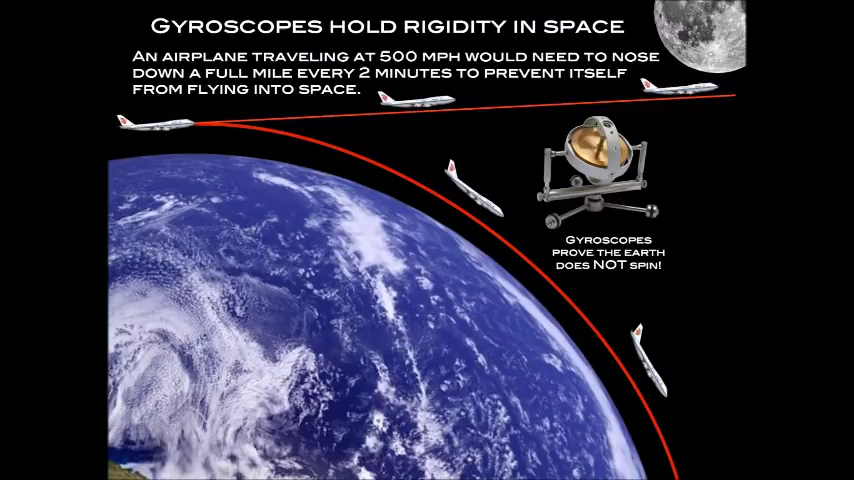 Gyroscopes hold rigidity in space
An airplane traveling at 500 mph would need to nose
down a full mile every 2 minutes to prevent itself
from flying into space.
Gyroscopes
prove the earth
does NOT spin!